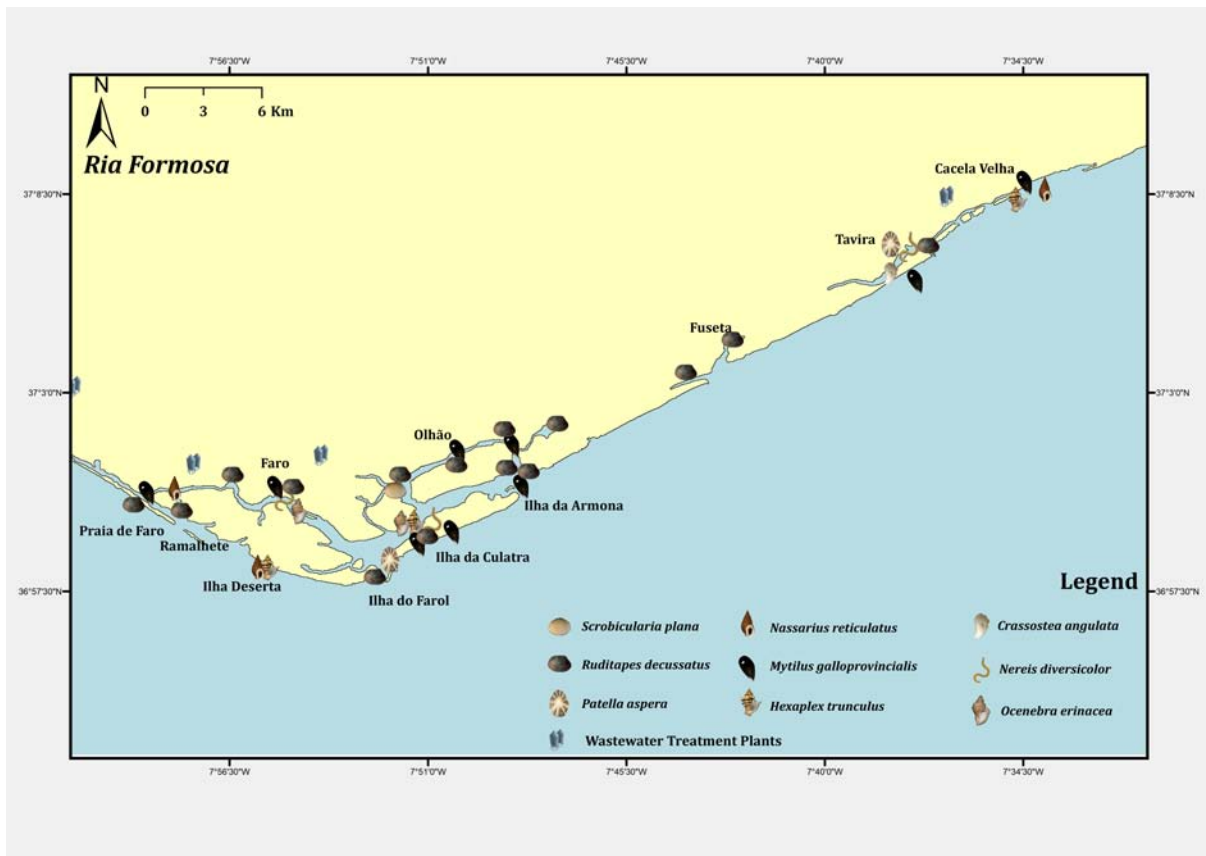 7°56'30"W
7°51'0"W
7°45'30"W
7°40'0"W
7°34'30"W
N
0 3 6 Km
Ria Formosa
37°8'30"N
37°8'30"N
Cacela Velha
Tavira
Fuseta
37°3'0"N
37°3'0"N
Olhão
Faro
Ilha da Armona
Praia de Faro
Ramalhete
Ilha da Culatra
Ilha Deserta
Ilha do Farol
36°57'30"N
36°57'30"N
Legend
Scrobicularia plana
Nassarius reticulatus
Crassostea angulata
Ruditapes decussatus
Mytilus galloprovincialis
Nereis diversicolor
Patella aspera
Hexaplex trunculus
Ocenebra erinacea
Wastewater Treatment Plants
7°56'30"W
7°51'0"W
7°45'30"W
7°40'0"W
7°34'30"W